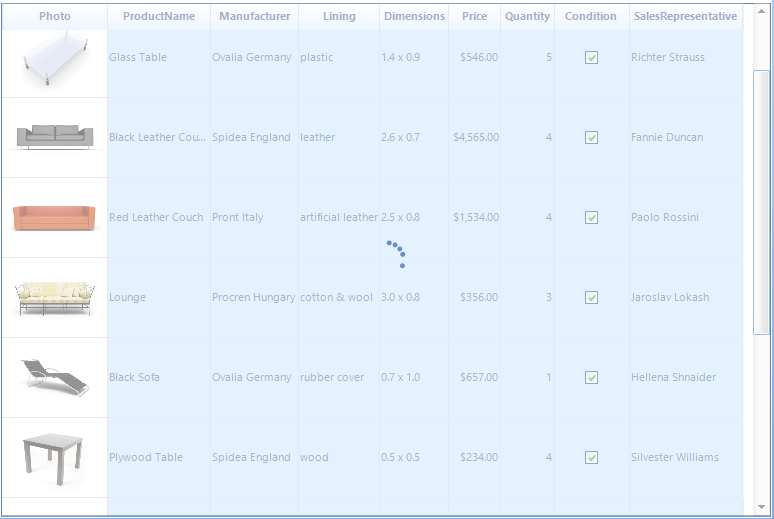 Photo ProductName Manufacturer Lining Dimensions Price Quantity Condition SalesRepresentative
Glass Table Ovalia Germany plastic 1.4 x 0.9 $546.00 5 Richter Strauss
Black Leather Cou... Spidea England leather 2.6 x 0.7 $4,565.00 4 Fannie Duncan
Red Leather Couch Pront Italy artificial leather 2.5 x 0.8 $1,534.00 4 Paolo Rossini
Lounge Procren Hungary cotton & wool 3.0 x 0.8 $356.00 3 Jaroslav Lokash
Black Sofa Ovalia Germany rubber cover 0.7 x 1.0 $657.00 1 Hellena Shnaider
Plywood Table Spidea England wood 0.5 x 0.5 $234.00 4 Silvester Williams